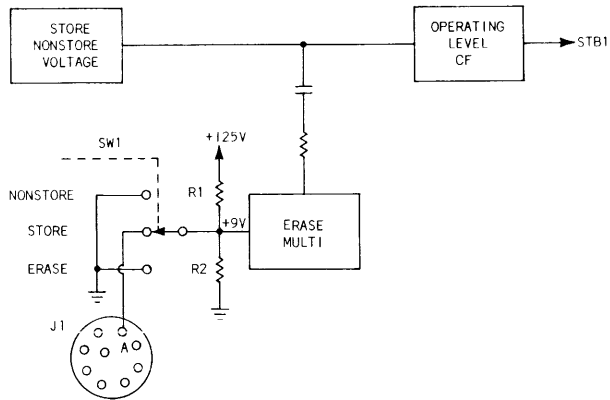 STORE
NONSTORE
VOLTAGE
OPERATING
LEVEL
CF
STB1
SW1
+125V
NONSTORE
R1
STORE
+9V
ERASE
MULTI
ERASE
R2
J1
A